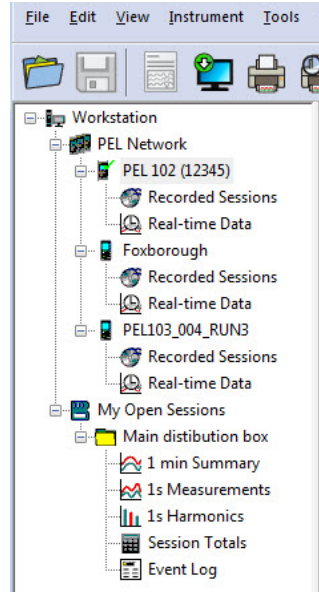 File Edit View Instrument Tools
Workstation
PEL Network
PEL 102 (12345)
Recorded Sessions
Real-time Data
Foxborough
Recorded Sessions
Real-time Data
PEL103_004_RUN3
Recorded Sessions
Real-time Data
My Open Sessions
Main distibution box
1 min Summary
1s Measurements
1s Harmonics
Session Totals
Event Log